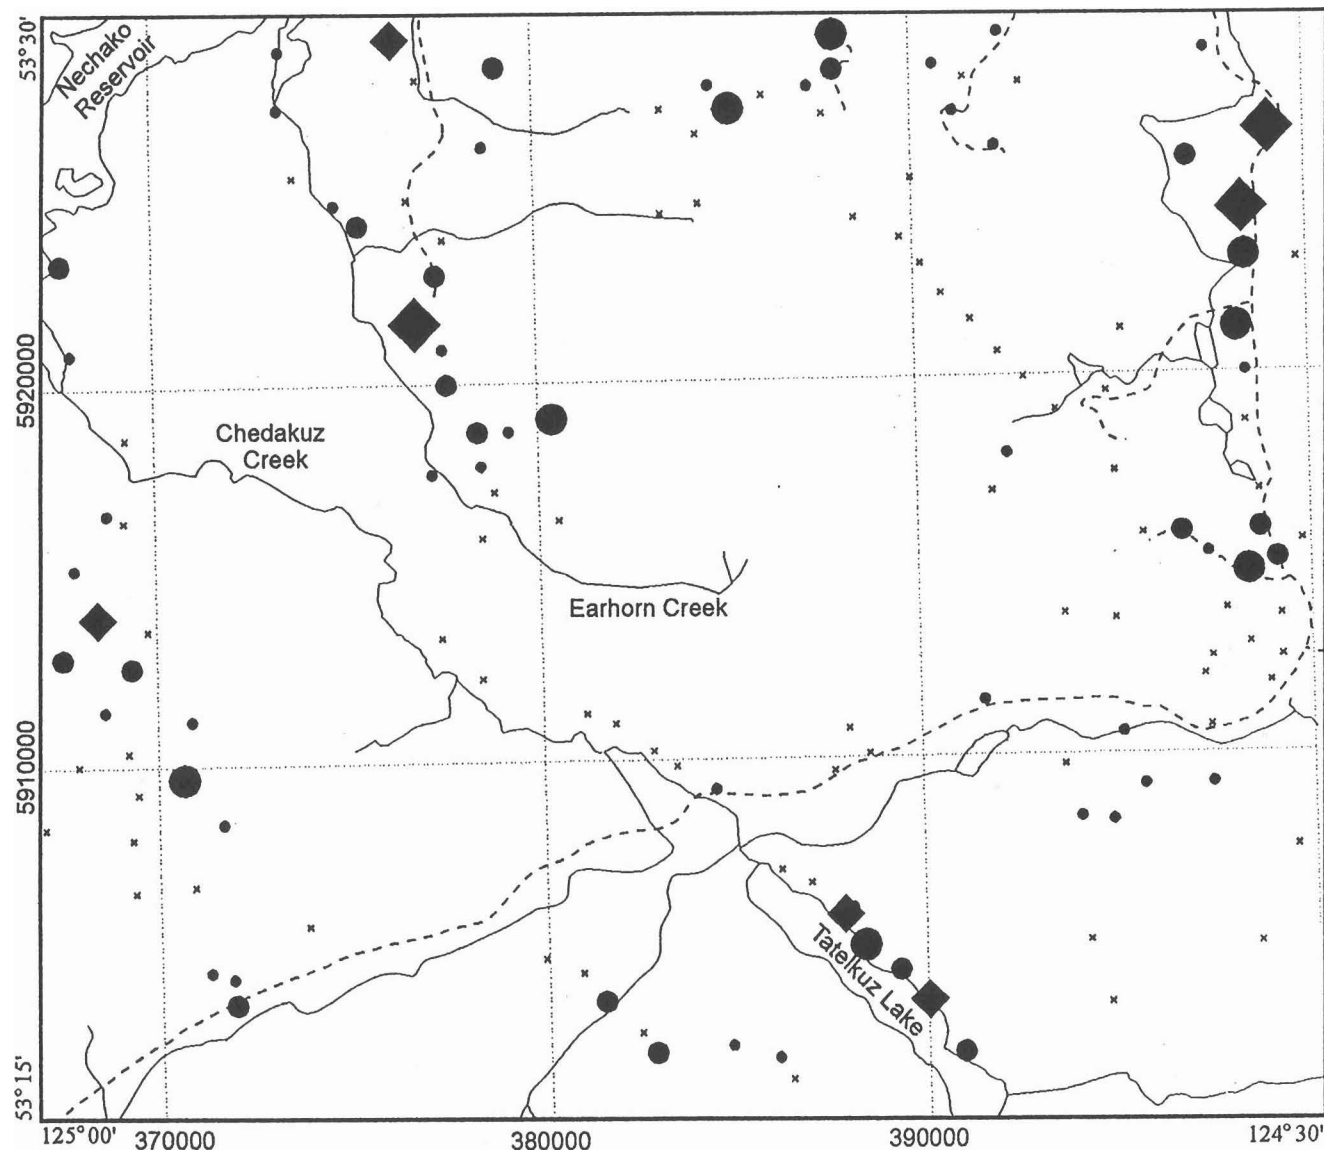 53°30'
Nechako
Reservoir
5920000
Chedakuz
Creek
Earhorn Creek
5910000
Tatelkuz Lake
53°15'
125°00'
370000
380000
390000
124°30'